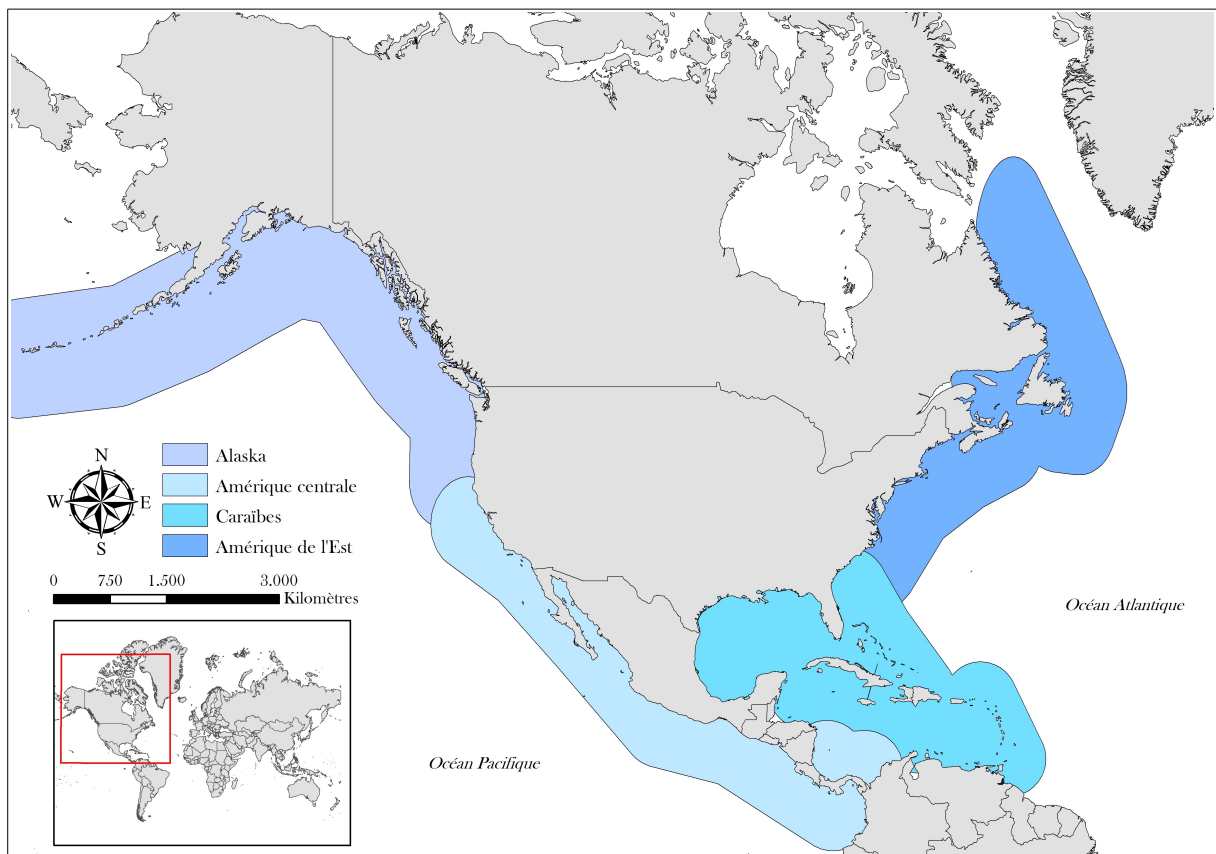 N
W E
S
Alaska
Amérique centrale
Caraïbes
Amérique de l'Est
0 750 1.500 3.000
Kilomètres
Océan Atlantique
Océan Pacifique